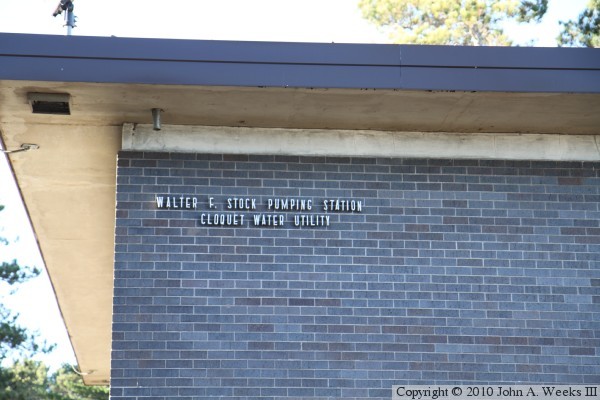 WALTER F. STOCK PUMPING STATION
CLOQUET WATER UTILITY
Copyright © 2010 John A. Weeks III